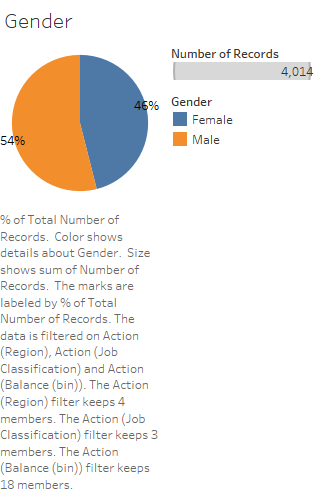 Gender
Number of Records
4,014
Gender
Female
Male
46%
54%
% of Total Number of
Records.  Color shows
details about Gender.  Size
shows sum of Number of
Records.  The marks are
labeled by % of Total
Number of Records. The
data is filtered on Action
(Region), Action (Job
Classification) and Action
(Balance (bin)). The Action
(Region) filter keeps 4
members. The Action (Job
Classification) filter keeps 3
members. The Action
(Balance (bin)) filter keeps
18 members.